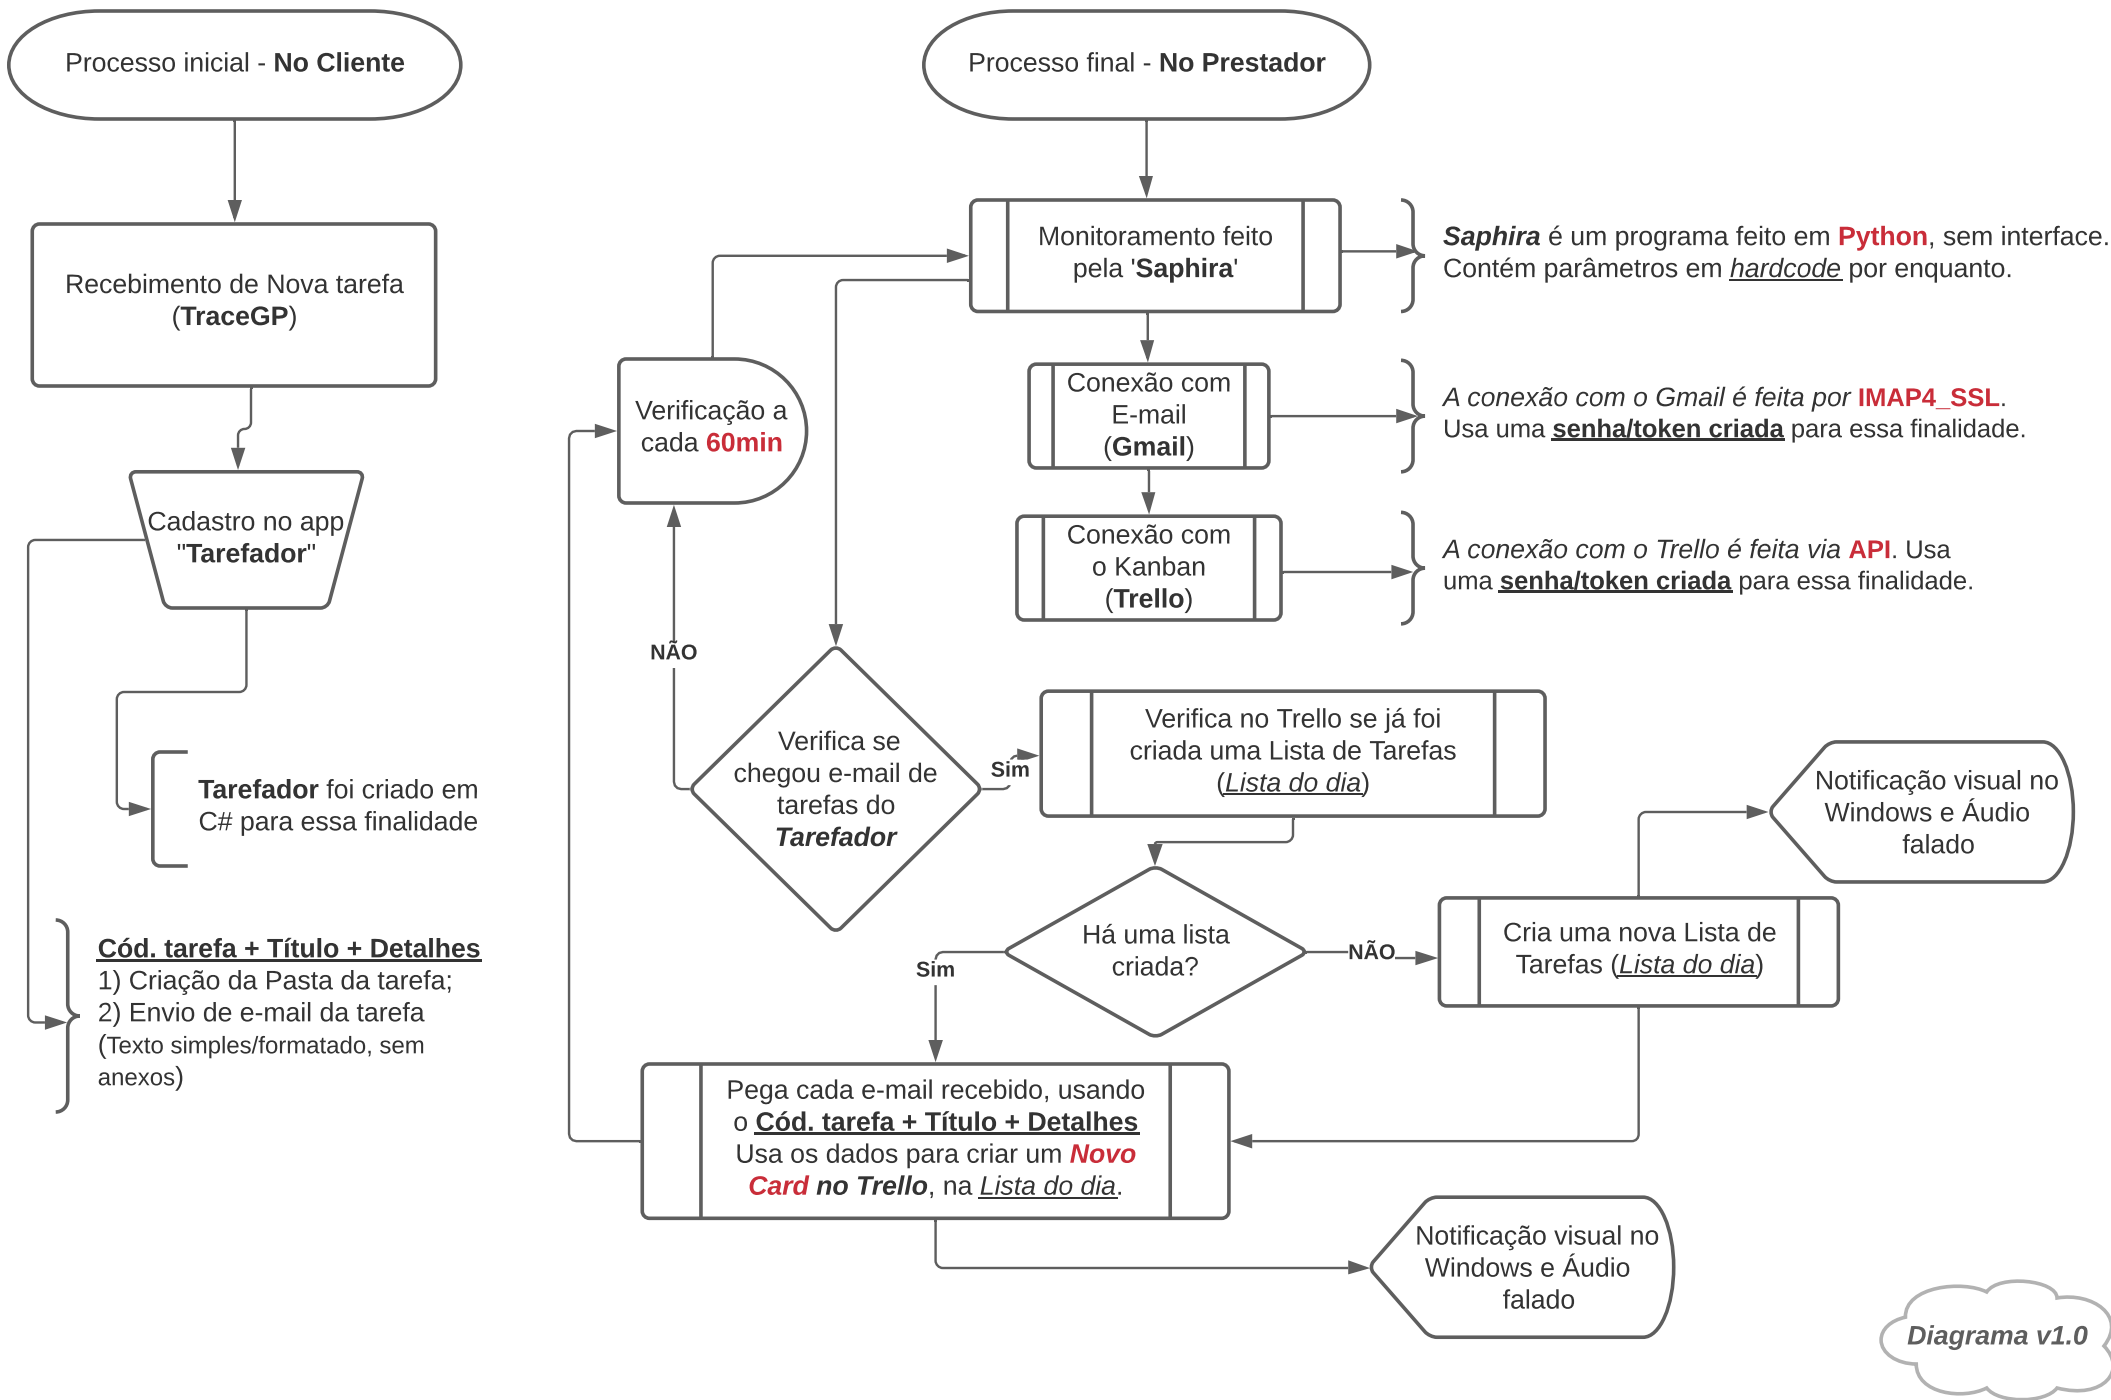 Processo inicial - No Cliente
Recebimento de Nova tarefa
(TraceGP)
Cadastro no app
"Tarefador"
Tarefador foi criado em
C# para essa finalidade
Cód. tarefa + Título + Detalhes
1) Criação da Pasta da tarefa;
2) Envio de e-mail da tarefa
(Texto simples/formatado, sem
anexos)
Processo final - No Prestador
Monitoramento feito
pela 'Saphira'
Saphira é um programa feito em Python, sem interface.
Contém parâmetros em hardcode por enquanto.
Conexão com
E-mail
(Gmail)
A conexão com o Gmail é feita por IMAP4_SSL.
Usa uma senha/token criada para essa finalidade.
Conexão com
o Kanban
(Trello)
A conexão com o Trello é feita via API. Usa
uma senha/token criada para essa finalidade.
Verificação a
cada 60min
NÃO
Verifica se
chegou e-mail de
tarefas do
Tarefador
Sim
Verifica no Trello se já foi
criada uma Lista de Tarefas
(Lista do dia)
Há uma lista
criada?
NÃO
Cria uma nova Lista de
Tarefas (Lista do dia)
Notificação visual no
Windows e Áudio
falado
Sim
Pega cada e-mail recebido, usando
o Cód. tarefa + Título + Detalhes
Usa os dados para criar um Novo
Card no Trello, na Lista do dia.
Notificação visual no
Windows e Áudio
falado
Diagrama v1.0